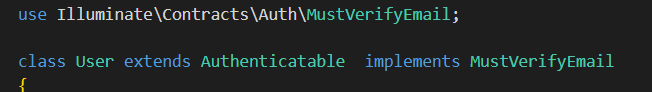 use Illuminate\Contracts\Auth\MustVerifyEmail;
class User extends Authenticatable  implements MustVerifyEmail
{